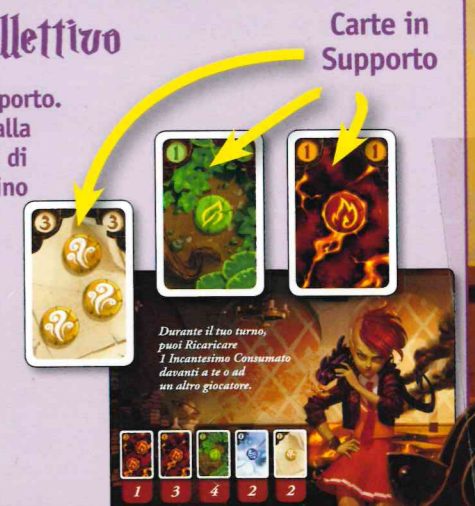 llettivo
Carte in
Supporto
porto.
alla
di
ino
3 3
1
1 1
Durante il tuo turno,
puoi Ricaricare
1 Incantesimo Consumato
davanti a te o ad
un altro giocatore.
1 3 4 2 2